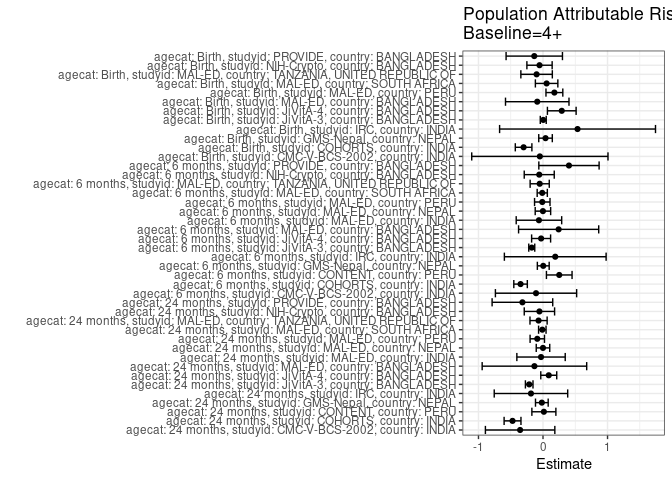 Population Attributable Ris
Baseline=4+
agecat: Birth, studyid: PROVIDE, country: BANGLADESH
agecat: Birth, studyid: NIH-Crypto, country: BANGLADESH
agecat: Birth, studyid: MAL-ED, country: TANZANIA, UNITED REPUBLIC OF
agecat: Birth, studyid: MAL-ED, country: SOUTH AFRICA
agecat: Birth, studyid: MAL-ED, country: PERU
agecat: Birth, studyid: MAL-ED, country: BANGLADESH
agecat: Birth, studyid: JiVitA-4, country: BANGLADESH
agecat: Birth, studyid: JiVitA-3, country: BANGLADESH
agecat: Birth, studyid: IRC, country: INDIA
agecat: Birth, studyid: GMS-Nepal, country: NEPAL
agecat: Birth, studyid: COHORTS, country: INDIA
agecat: Birth, studyid: CMC-V-BCS-2002, country: INDIA
agecat: 6 months, studyid: PROVIDE, country: BANGLADESH
agecat: 6 months, studyid: NIH-Crypto, country: BANGLADESH
agecat: 6 months, studyid: MAL-ED, country: TANZANIA, UNITED REPUBLIC OF
agecat: 6 months, studyid: MAL-ED, country: SOUTH AFRICA
agecat: 6 months, studyid: MAL-ED, country: PERU
agecat: 6 months, studyid: MAL-ED, country: NEPAL
agecat: 6 months, studyid: MAL-ED, country: INDIA
agecat: 6 months, studyid: MAL-ED, country: BANGLADESH
agecat: 6 months, studyid: JiVitA-4, country: BANGLADESH
agecat: 6 months, studyid: JiVitA-3, country: BANGLADESH
agecat: 6 months, studyid: IRC, country: INDIA
agecat: 6 months, studyid: GMS-Nepal, country: NEPAL
agecat: 6 months, studyid: CONTENT, country: PERU
agecat: 6 months, studyid: COHORTS, country: INDIA
agecat: 6 months, studyid: CMC-V-BCS-2002, country: INDIA
agecat: 24 months, studyid: PROVIDE, country: BANGLADESH
agecat: 24 months, studyid: NIH-Crypto, country: BANGLADESH
agecat: 24 months, studyid: MAL-ED, country: TANZANIA, UNITED REPUBLIC OF
agecat: 24 months, studyid: MAL-ED, country: SOUTH AFRICA
agecat: 24 months, studyid: MAL-ED, country: PERU
agecat: 24 months, studyid: MAL-ED, country: NEPAL
agecat: 24 months, studyid: MAL-ED, country: INDIA
agecat: 24 months, studyid: MAL-ED, country: BANGLADESH
agecat: 24 months, studyid: JiVitA-4, country: BANGLADESH
agecat: 24 months, studyid: JiVitA-3, country: BANGLADESH
agecat: 24 months, studyid: IRC, country: INDIA
agecat: 24 months, studyid: GMS-Nepal, country: NEPAL
agecat: 24 months, studyid: CONTENT, country: PERU
agecat: 24 months, studyid: COHORTS, country: INDIA
agecat: 24 months, studyid: CMC-V-BCS-2002, country: INDIA
-1 0 1
Estimate